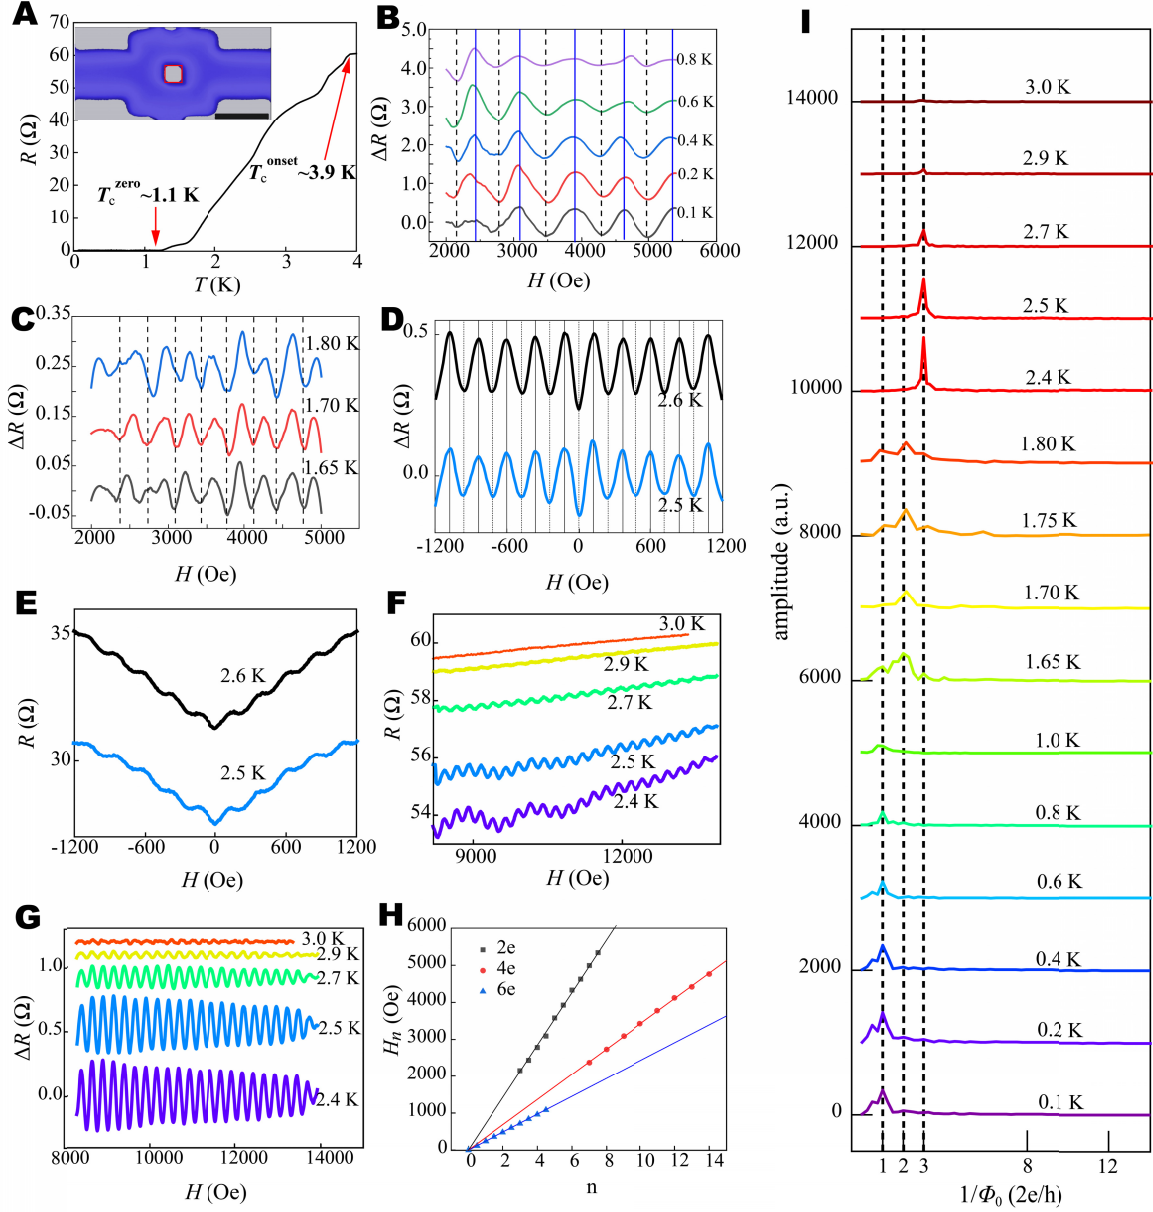 A
70
60
50
40
30
20
10
0
R (Ω)
T_c^zero~1.1 K
T_c^onset~3.9 K
0 1 2 3 4
T (K)
B
5.0
4.0
3.0
2.0
1.0
0.0
ΔR (Ω)
0.8 K
0.6 K
0.4 K
0.2 K
0.1 K
2000 3000 4000 5000 6000
H (Oe)
C
0.35
0.25
0.15
0.05
-0.05
ΔR (Ω)
1.80 K
1.70 K
1.65 K
2000 3000 4000 5000
H (Oe)
D
0.5
0.0
ΔR (Ω)
2.6 K
2.5 K
-1200 -600 0 600 1200
H (Oe)
E
35
30
R (Ω)
2.6 K
2.5 K
-1200 -600 0 600 1200
H (Oe)
F
60
58
56
54
R (Ω)
3.0 K
2.9 K
2.7 K
2.5 K
2.4 K
9000 12000
H (Oe)
G
1.0
0.5
0.0
ΔR (Ω)
3.0 K
2.9 K
2.7 K
2.5 K
2.4 K
8000 10000 12000 14000
H (Oe)
H
6000
5000
4000
3000
2000
1000
0
H_n (Oe)
2e
4e
6e
0 2 4 6 8 10 12 14
n
I
14000
12000
10000
8000
6000
4000
2000
0
amplitude (a.u.)
3.0 K
2.9 K
2.7 K
2.5 K
2.4 K
1.80 K
1.75 K
1.70 K
1.65 K
1.0 K
0.8 K
0.6 K
0.4 K
0.2 K
0.1 K
1 2 3 8 12
1/Φ₀ (2e/h)